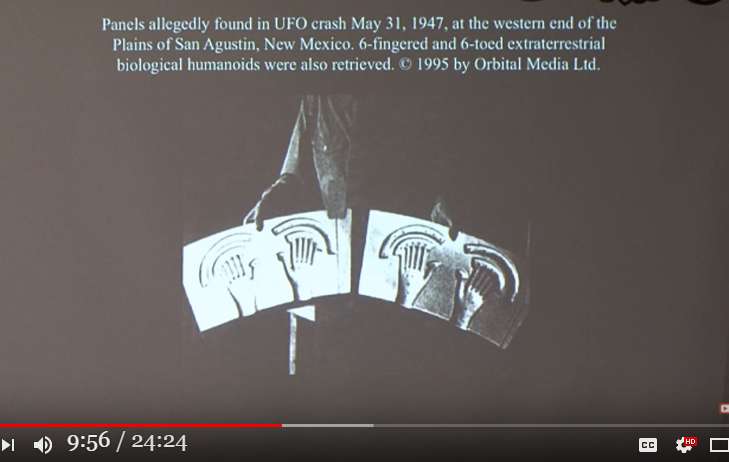 Panels allegedly found in UFO crash May 31, 1947, at the western end of the
Plains of San Agustin, New Mexico. 6-fingered and 6-toed extraterrestrial
biological humanoids were also retrieved. © 1995 by Orbital Media Ltd.
9:56 / 24:24
CC
HD